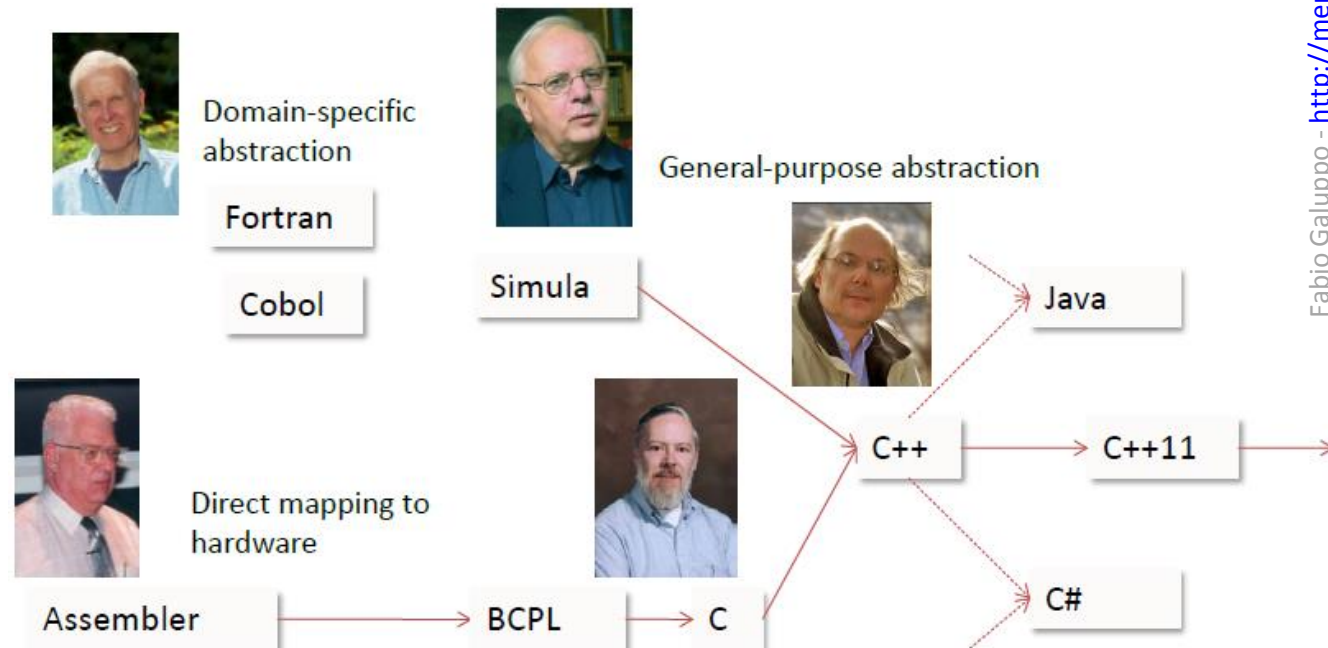 Domain-specific
abstraction
Fortran
Cobol
Simula
General-purpose abstraction
Java
C++
C++11
Direct mapping to
hardware
Assembler
BCPL
C
C#
Fabio Galuppo - http://me